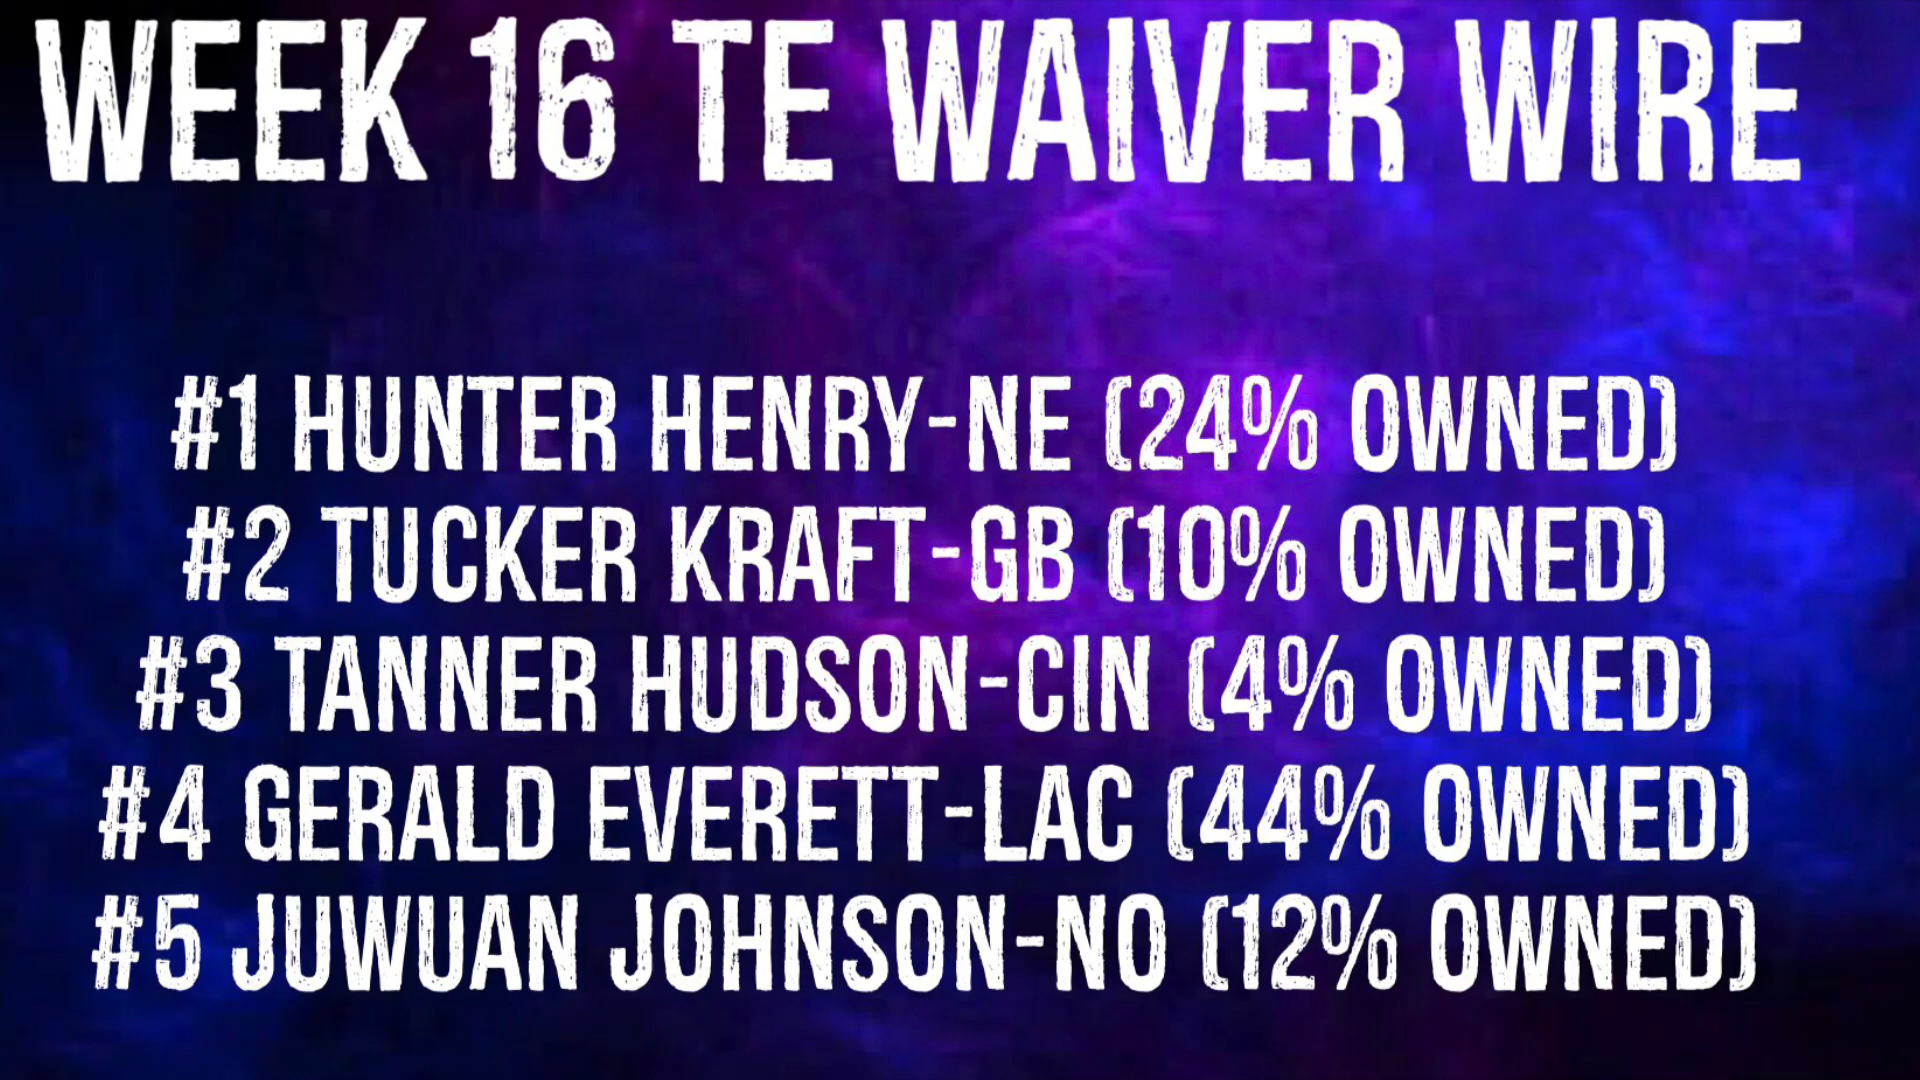 WEEK 16 TE WAIVER WIRE
#1 HUNTER HENRY-NE (24% OWNED)
#2 TUCKER KRAFT-GB (10% OWNED)
#3 TANNER HUDSON-CIN (4% OWNED)
#4 GERALD EVERETT-LAC (44% OWNED)
#5 JUWUAN JOHNSON-NO (12% OWNED)